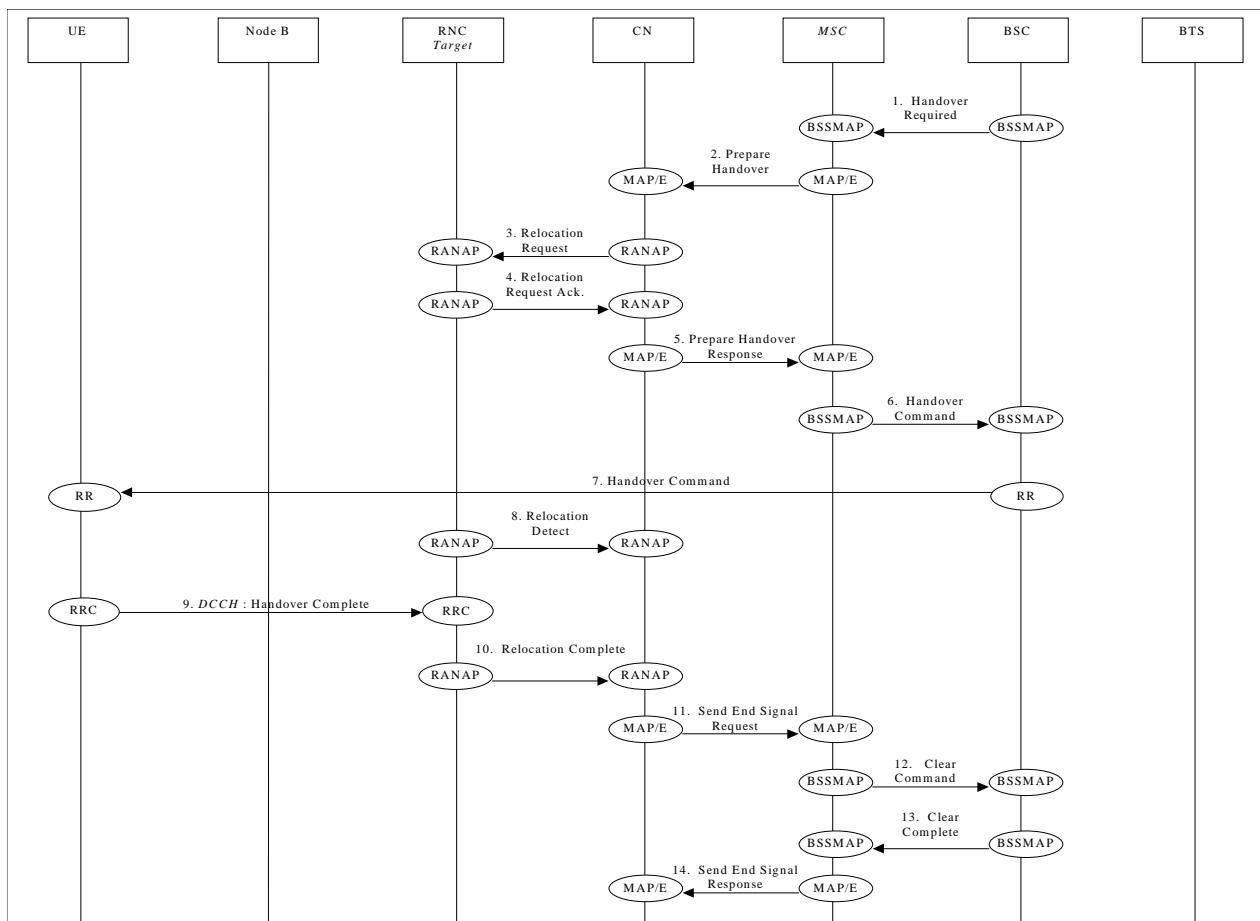 UE
Node B
RNC
Target
CN
MSC
BSC
BTS
1. Handover
Required
BSSMAP
BSSMAP
2. Prepare
Handover
MAP/E
MAP/E
3. Relocation
Request
RANAP
RANAP
4. Relocation
Request Ack.
RANAP
RANAP
5. Prepare Handover
Response
MAP/E
MAP/E
6. Handover
Command
BSSMAP
BSSMAP
7. Handover Command
RR
RR
8. Relocation
Detect
RANAP
RANAP
9. DCCH : Handover Complete
RRC
RRC
10. Relocation Complete
RANAP
RANAP
11. Send End Signal
Request
MAP/E
MAP/E
12. Clear
Command
BSSMAP
BSSMAP
13. Clear
Complete
BSSMAP
BSSMAP
14. Send End Signal
Response
MAP/E
MAP/E